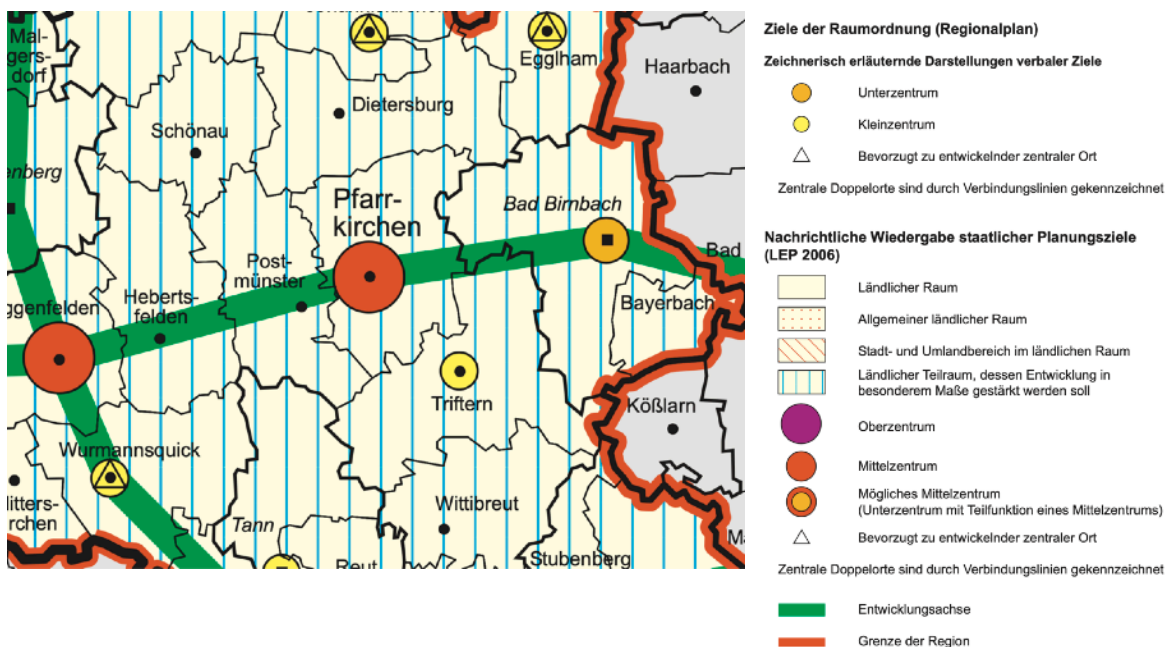 Mal-
gers-
dorf
Egglham
Haarbach
Dietersburg
Schönau
enberg
Pfarr-
kirchen
Bad Birnbach
Post-
münster
Bad
ggenfelden
Heberts-
felden
Bayerbach
Triftern
Kößlarn
Wurmannsquick
Wittibreut
litters-
rchen
Tann
Reut
Stubenberg
Ma
Ziele der Raumordnung (Regionalplan)
Zeichnerisch erläuternde Darstellungen verbaler Ziele
Unterzentrum
Kleinzentrum
Bevorzugt zu entwickelnder zentraler Ort
Zentrale Doppelorte sind durch Verbindungslinien gekennzeichnet
Nachrichtliche Wiedergabe staatlicher Planungsziele
(LEP 2006)
Ländlicher Raum
Allgemeiner ländlicher Raum
Stadt- und Umlandbereich im ländlichen Raum
Ländlicher Teilraum, dessen Entwicklung in
besonderem Maße gestärkt werden soll
Oberzentrum
Mittelzentrum
Mögliches Mittelzentrum
(Unterzentrum mit Teilfunktion eines Mittelzentrums)
Bevorzugt zu entwickelnder zentraler Ort
Zentrale Doppelorte sind durch Verbindungslinien gekennzeichnet
Entwicklungsachse
Grenze der Region